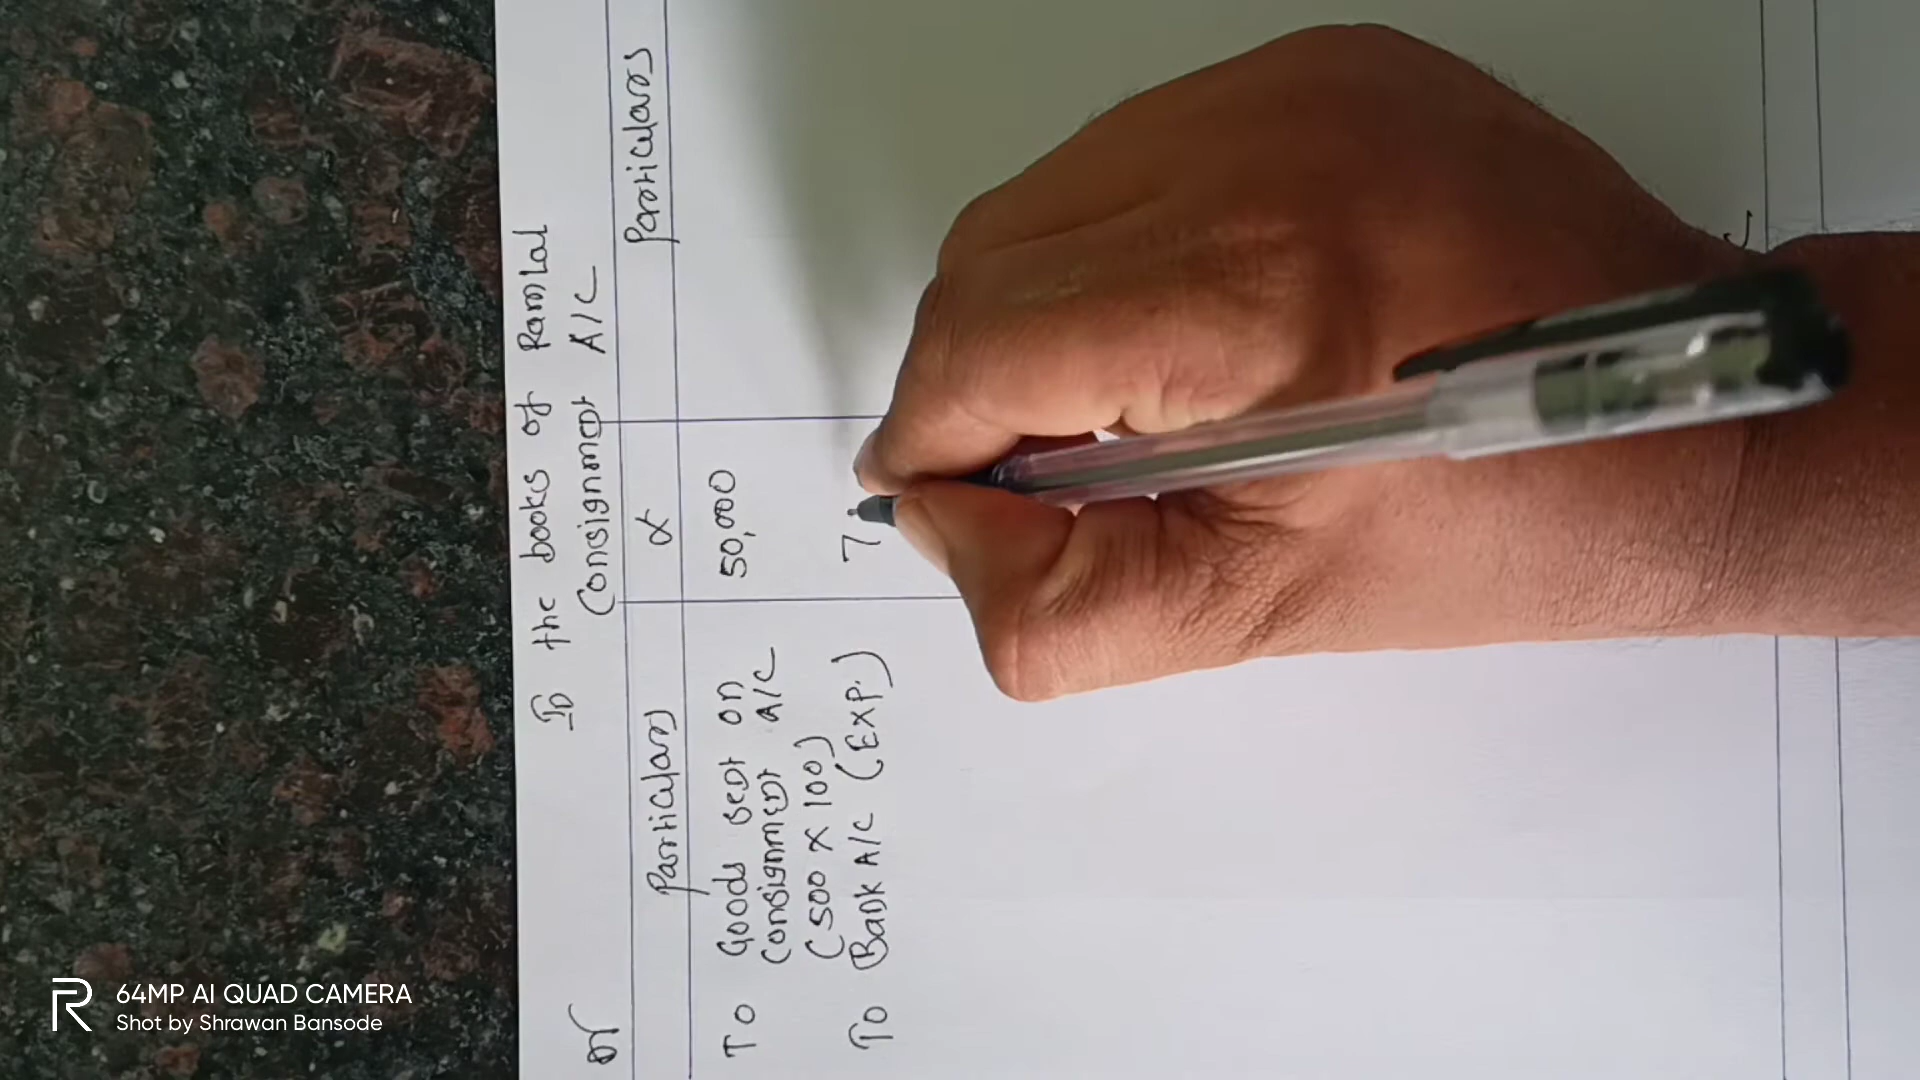 In the books of Ramlal
Consignment A/C
Dr
Particulars ₹ Particulars
To Goods sent on 50,000
Consignment A/C
(500 x 100)
To Bank A/C (Exp.) 7
R 64MP AI QUAD CAMERA
Shot by Shrawan Bansode